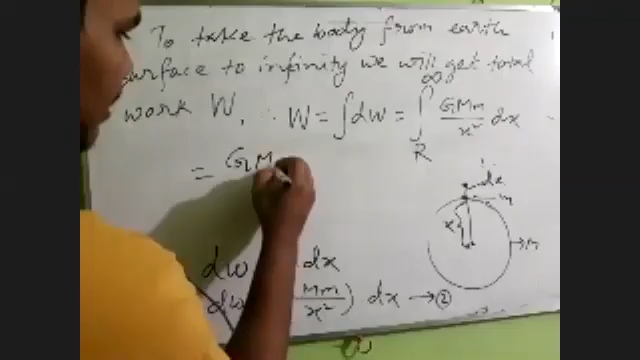 To take the body from earth
surface to infinity we will get total
work W, ∴ W = ∫dw = ∫_R^∞ GMm/x² dx
= GM
dw dx
dw Mm/x² ) dx → ②
dx
m
x
M